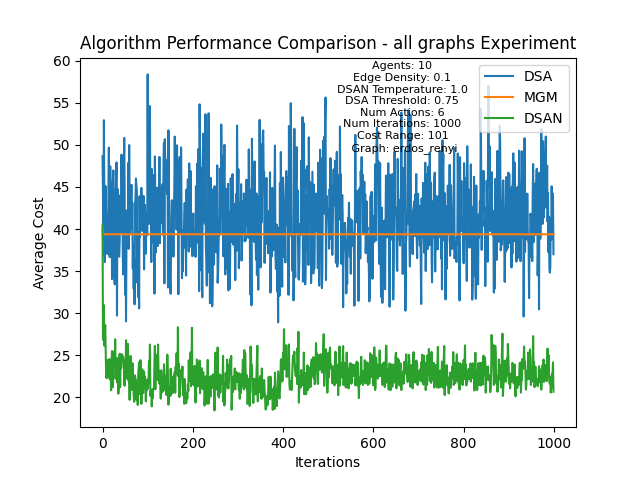 Algorithm Performance Comparison - all graphs Experiment
Agents: 10
Edge Density: 0.1
DSAN Temperature: 1.0
DSA Threshold: 0.75
Num Actions: 6
Num Iterations: 1000
Cost Range: 101
Graph: erdos_renyi
DSA
MGM
DSAN
60
55
50
45
40
35
30
25
20
Average Cost
0
200
400
600
800
1000
Iterations